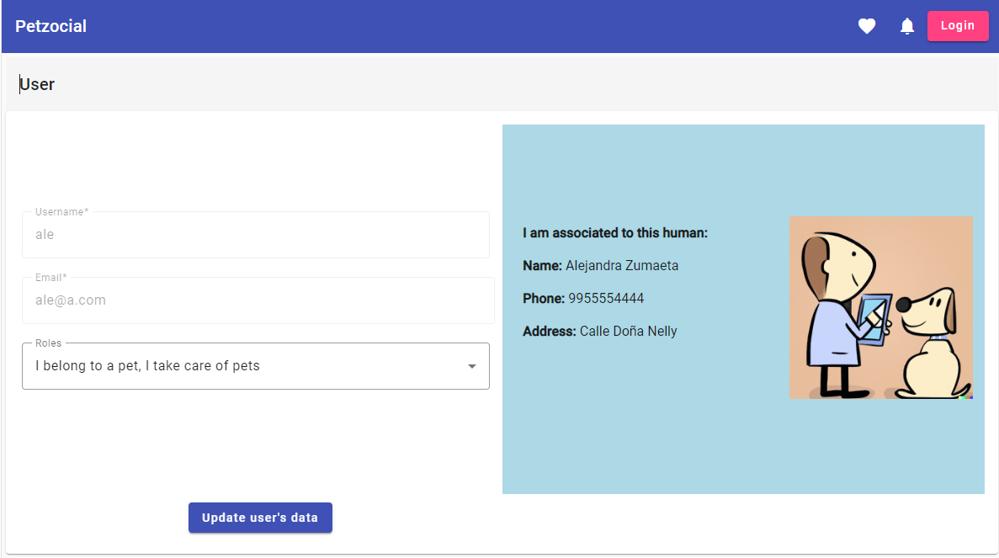 Petzocial
Login
User
Username*
ale
Email*
ale@a.com
Roles
I belong to a pet, I take care of pets
Update user's data
I am associated to this human:
Name: Alejandra Zumaeta
Phone: 9955554444
Address: Calle Doña Nelly